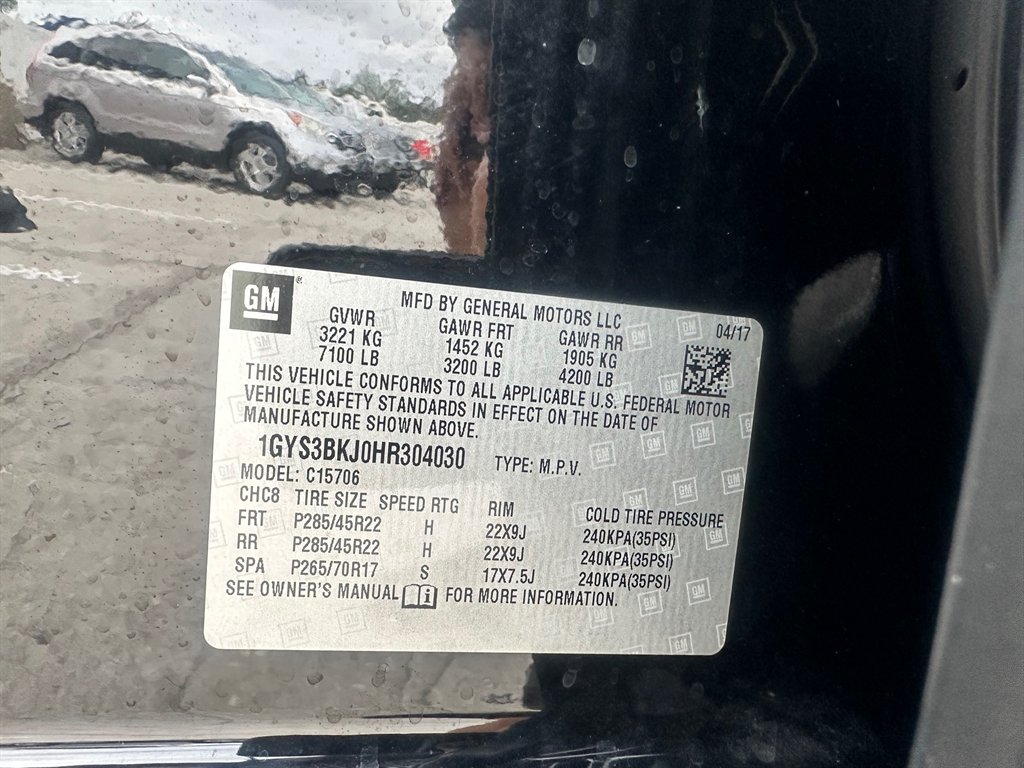 GM®
MFD BY GENERAL MOTORS LLC
04/17
GVWR GAWR FRT GAWR RR
3221 KG 1452 KG 1905 KG
7100 LB 3200 LB 4200 LB
THIS VEHICLE CONFORMS TO ALL APPLICABLE U.S. FEDERAL MOTOR
VEHICLE SAFETY STANDARDS IN EFFECT ON THE DATE OF
MANUFACTURE SHOWN ABOVE.
1GYS3BKJ0HR304030 TYPE: M.P.V.
MODEL: C15706
CHC8 TIRE SIZE SPEED RTG RIM COLD TIRE PRESSURE
FRT P285/45R22 H 22X9J 240KPA(35PSI)
RR P285/45R22 H 22X9J 240KPA(35PSI)
SPA P265/70R17 S 17X7.5J 240KPA(35PSI)
SEE OWNER'S MANUAL FOR MORE INFORMATION.